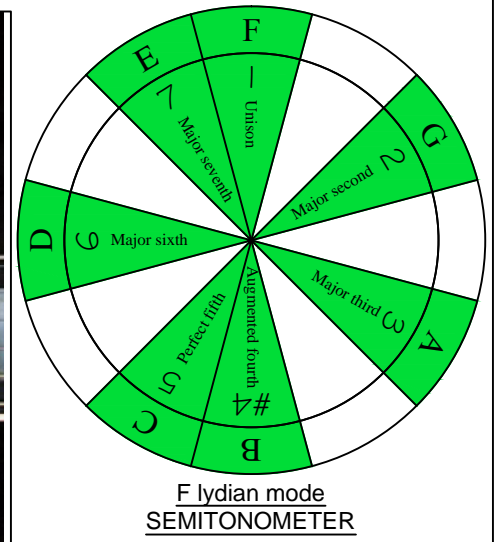 F
1
Unison
G
2
Major second
A
3
Major third
B
#4
Augmented fourth
C
5
Perfect fifth
D
6
Major sixth
E
7
Major seventh
F lydian mode
SEMITONOMETER